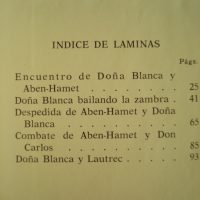 INDICE DE LAMINAS
Págs.
Encuentro de Doña Blanca y
Aben-Hamet . . . . . . . . 25
Doña Blanca bailando la zambra . 41
Despedida de Aben-Hamet y Doña
Blanca . . . . . . . . . 65
Combate de Aben-Hamet y Don
Carlos . . . . . . . . . 85
Doña Blanca y Lautrec . . . . 93